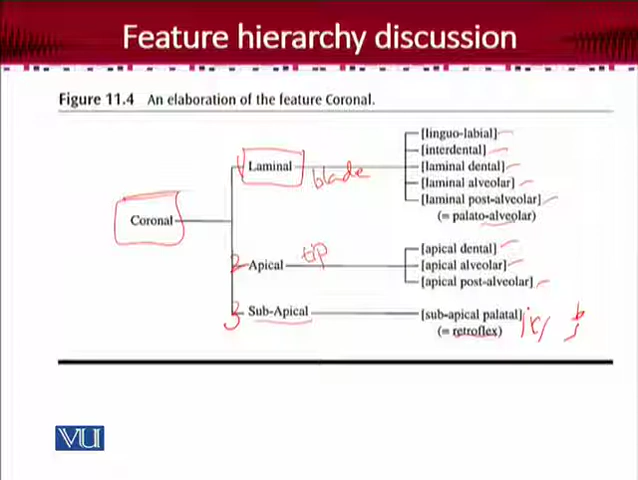 Feature hierarchy discussion
Figure 11.4 An elaboration of the feature Coronal.
Coronal
Laminal
blade
[linguo-labial]
[interdental]
[laminal dental]
[laminal alveolar]
[laminal post-alveolar]
(= palato-alveolar)
Apical
tip
[apical dental]
[apical alveolar]
[apical post-alveolar]
Sub-Apical
[sub-apical palatal]
(= retroflex)
VU